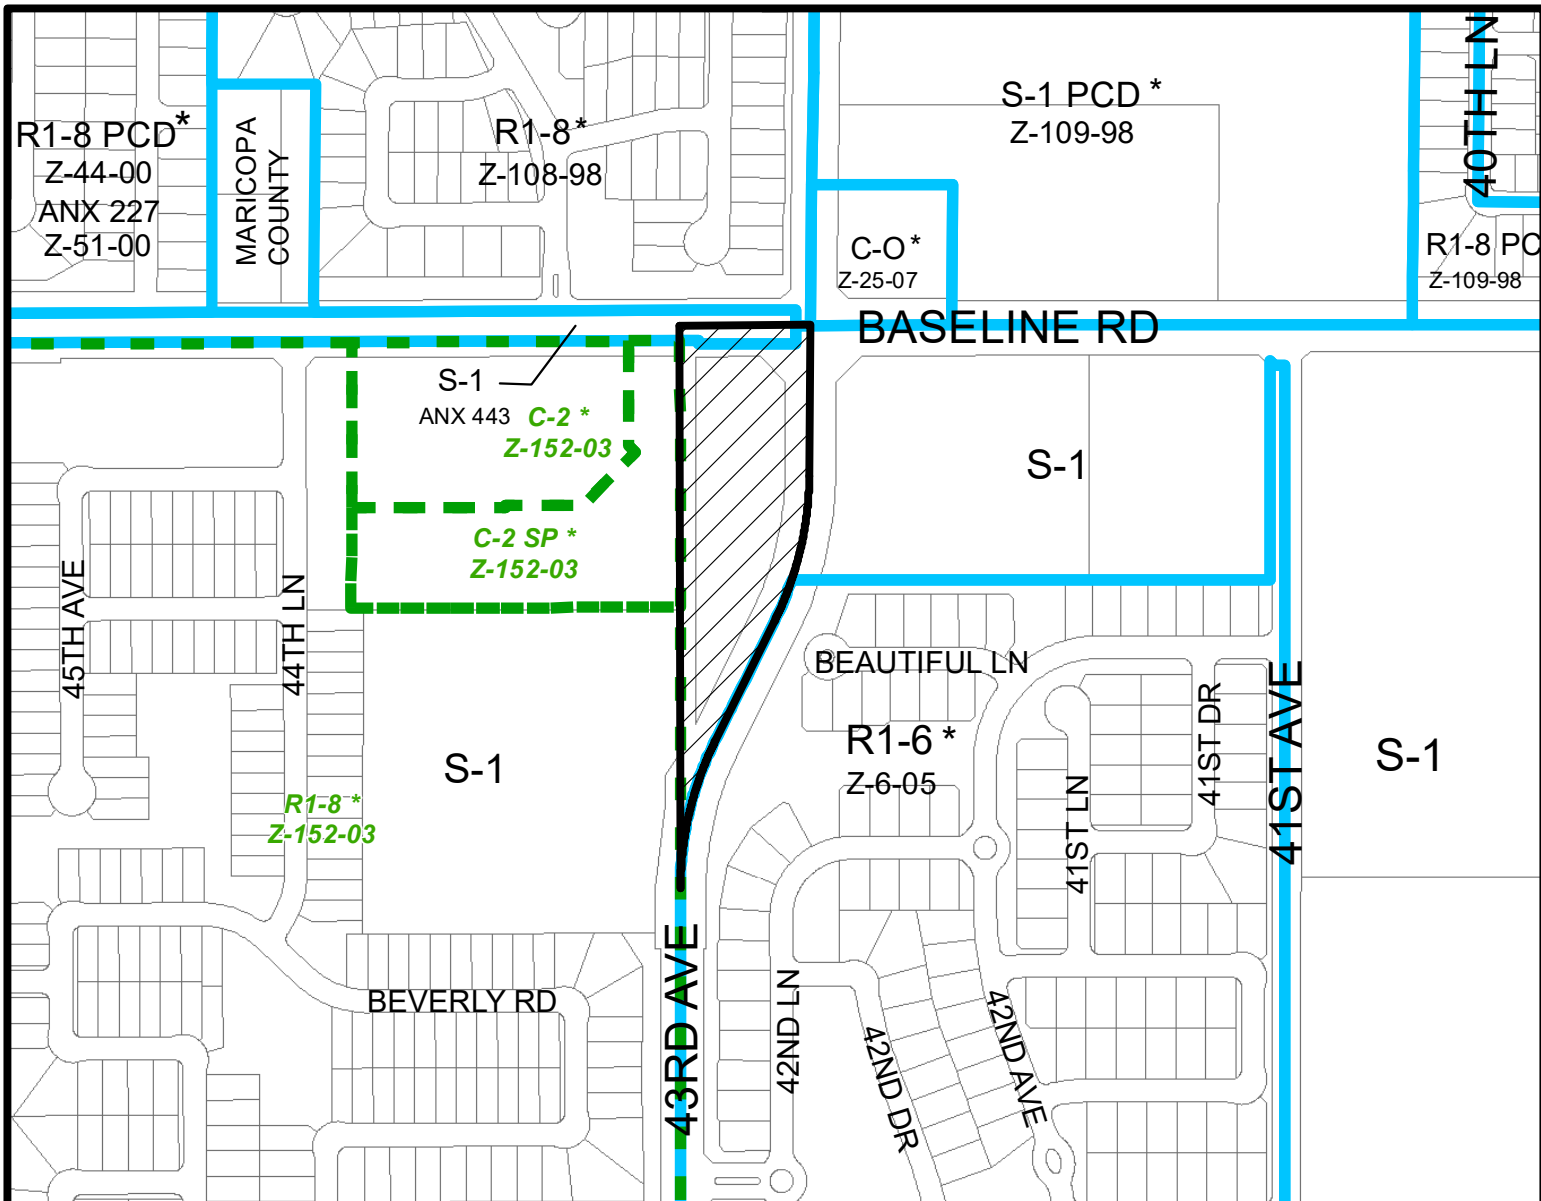 R1-8 PCD*
Z-44-00
ANX 227
Z-51-00
MARICOPA
COUNTY
R1-8*
Z-108-98
S-1 PCD *
Z-109-98
C-O *
Z-25-07
40TH LN
R1-8 PC
Z-109-98
BASELINE RD
S-1
ANX 443
C-2 *
Z-152-03
C-2 SP *
Z-152-03
S-1
45TH AVE
44TH LN
BEAUTIFUL LN
R1-6 *
Z-6-05
41ST DR
41ST LN
41ST AVE
S-1
S-1
R1-8 *
Z-152-03
BEVERLY RD
43RD AVE
42ND LN
42ND DR
42ND AVE